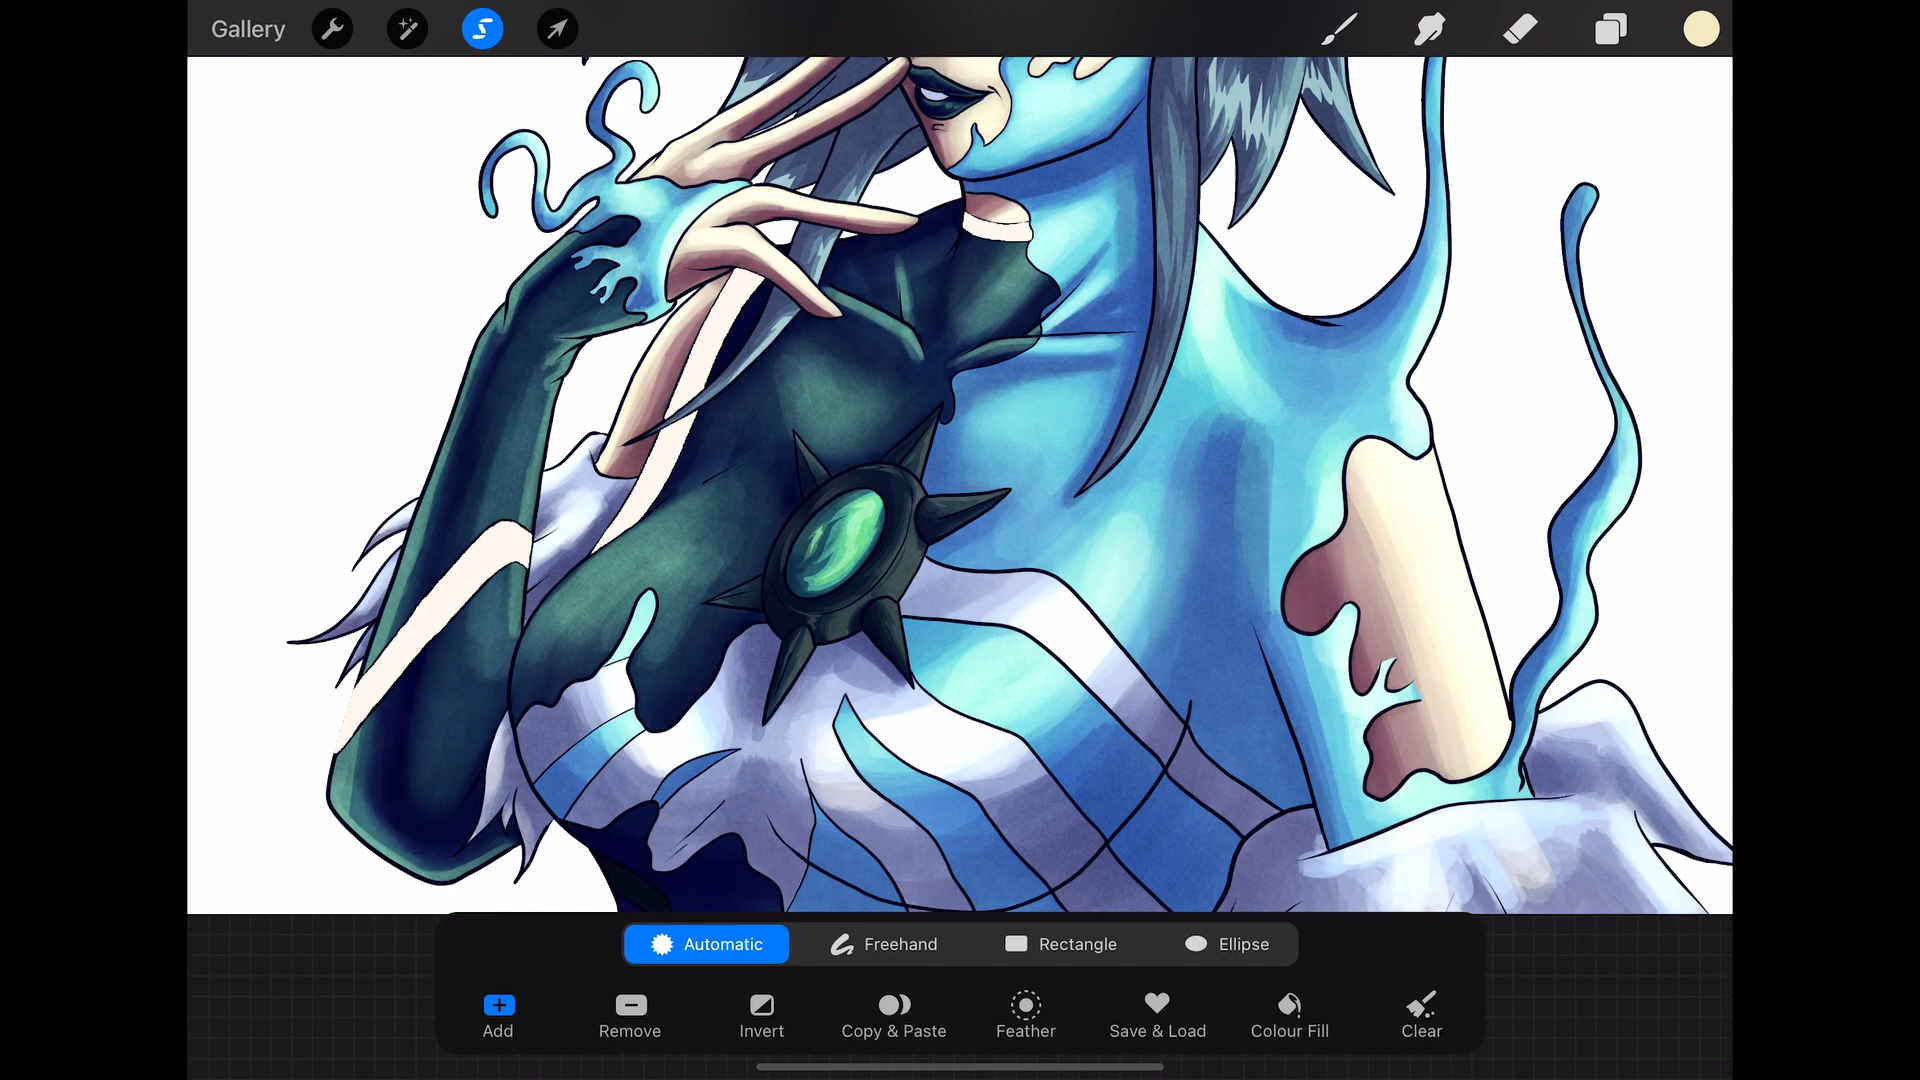 Gallery
Automatic
Freehand
Rectangle
Ellipse
Add
Remove
Invert
Copy & Paste
Feather
Save & Load
Colour Fill
Clear